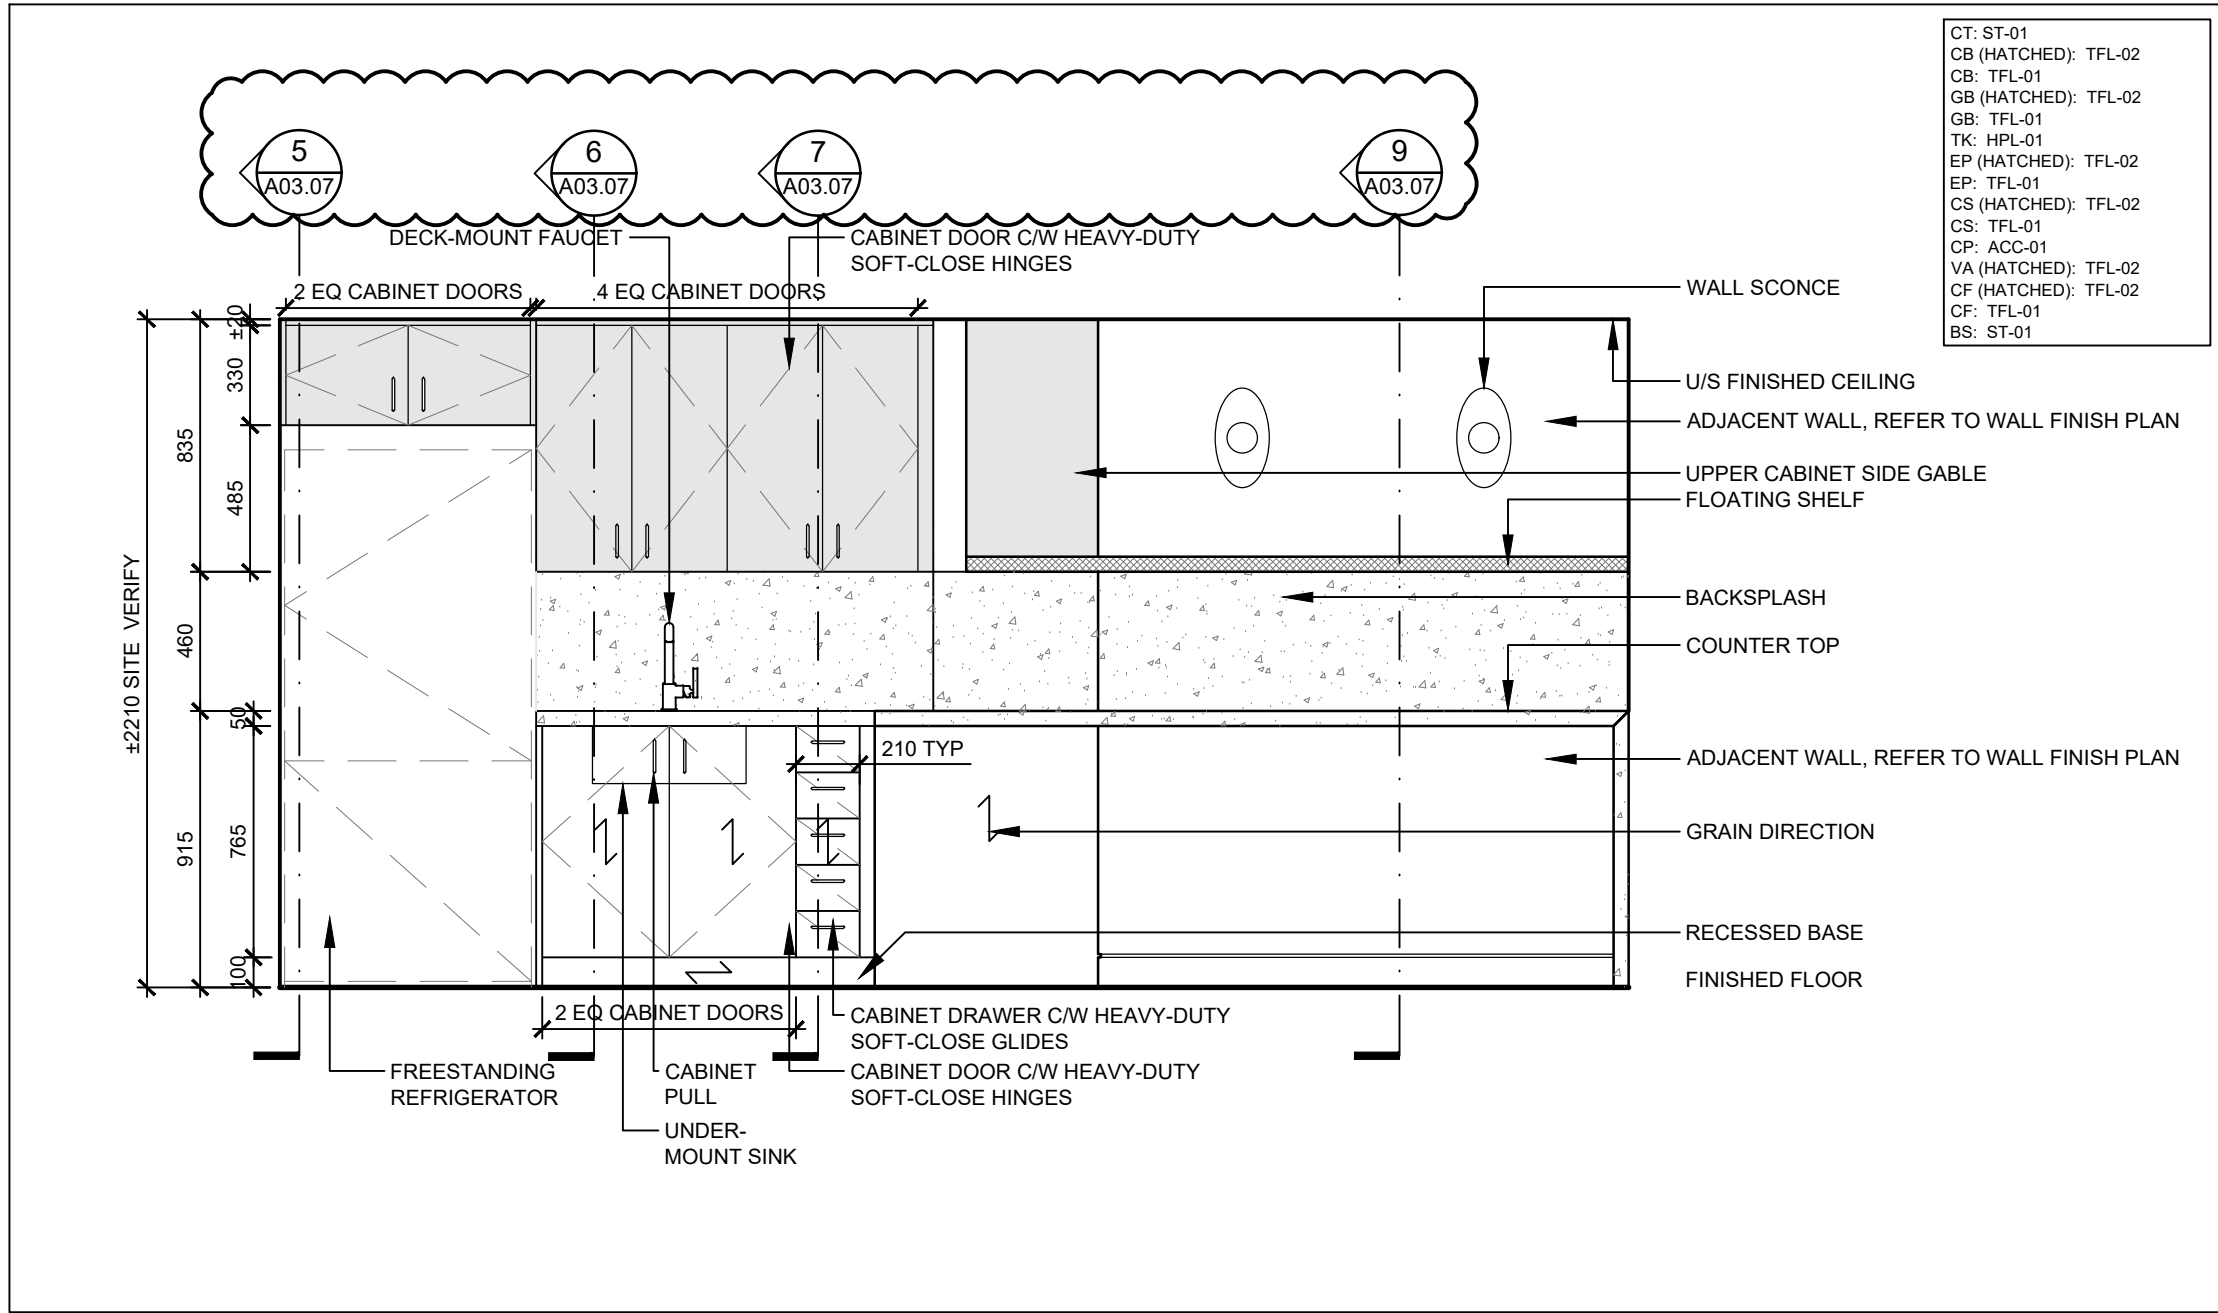 CT: ST-01
CB (HATCHED): TFL-02
CB: TFL-01
GB (HATCHED): TFL-02
GB: TFL-01
TK: HPL-01
EP (HATCHED): TFL-02
EP: TFL-01
CS (HATCHED): TFL-02
CS: TFL-01
CP: ACC-01
VA (HATCHED): TFL-02
CF (HATCHED): TFL-02
CF: TFL-01
BS: ST-01
5
A03.07
6
A03.07
7
A03.07
9
A03.07
DECK-MOUNT FAUCET
CABINET DOOR C/W HEAVY-DUTY
SOFT-CLOSE HINGES
2 EQ CABINET DOORS
4 EQ CABINET DOORS
WALL SCONCE
U/S FINISHED CEILING
ADJACENT WALL, REFER TO WALL FINISH PLAN
UPPER CABINET SIDE GABLE
FLOATING SHELF
BACKSPLASH
COUNTER TOP
ADJACENT WALL, REFER TO WALL FINISH PLAN
GRAIN DIRECTION
RECESSED BASE
FINISHED FLOOR
±2210 SITE VERIFY
835
460
915
±20
330
485
50
765
100
210 TYP
2 EQ CABINET DOORS
CABINET DRAWER C/W HEAVY-DUTY
SOFT-CLOSE GLIDES
FREESTANDING
REFRIGERATOR
CABINET
PULL
CABINET DOOR C/W HEAVY-DUTY
SOFT-CLOSE HINGES
UNDER-
MOUNT SINK